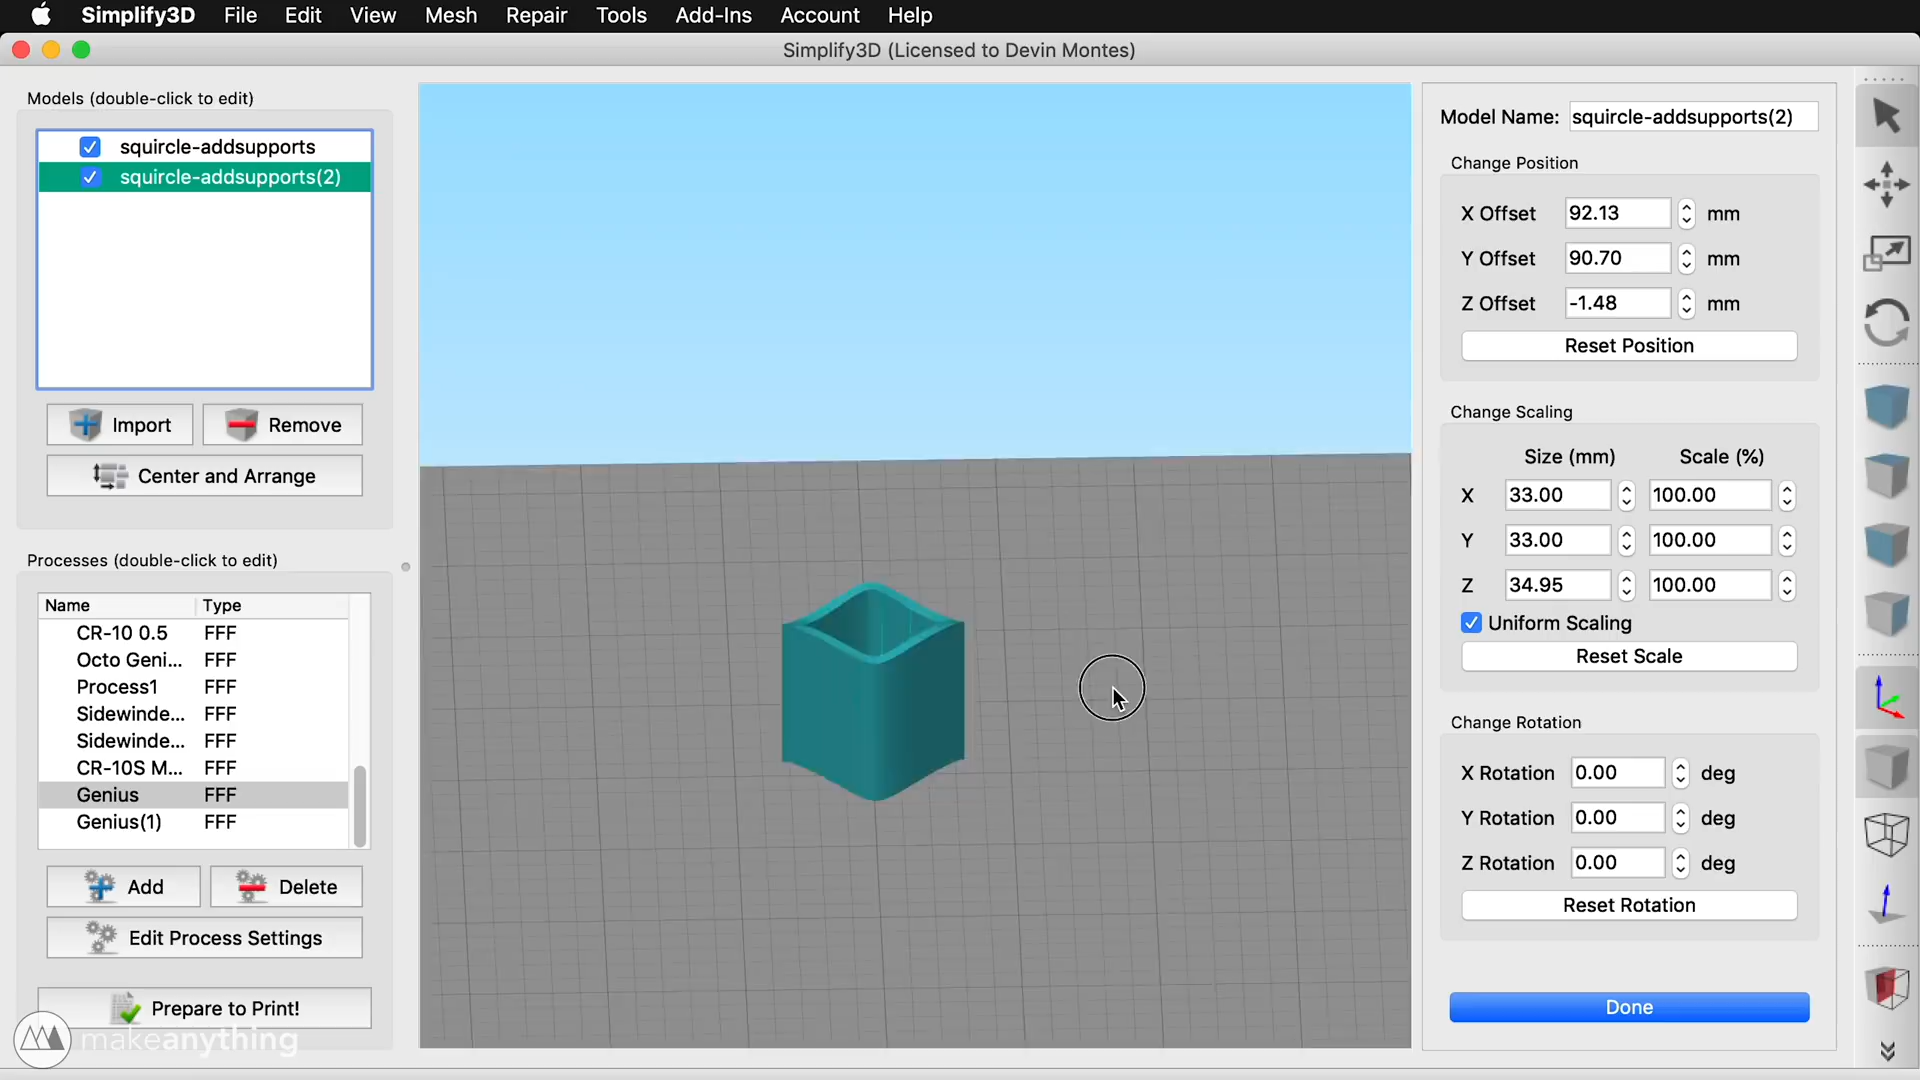 Simplify3D File Edit View Mesh Repair Tools Add-Ins Account Help
Simplify3D (Licensed to Devin Montes)
Models (double-click to edit)
squircle-addsupports
squircle-addsupports(2)
Import Remove
Center and Arrange
Processes (double-click to edit)
Name Type
CR-10 0.5 FFF
Octo Geni... FFF
Process1 FFF
Sidewinde... FFF
Sidewinde... FFF
CR-10S M... FFF
Genius FFF
Genius(1) FFF
Add Delete
Edit Process Settings
Prepare to Print!
makeanything
Model Name: squircle-addsupports(2)
Change Position
X Offset 92.13 mm
Y Offset 90.70 mm
Z Offset -1.48 mm
Reset Position
Change Scaling
Size (mm) Scale (%)
X 33.00 100.00
Y 33.00 100.00
Z 34.95 100.00
Uniform Scaling
Reset Scale
Change Rotation
X Rotation 0.00 deg
Y Rotation 0.00 deg
Z Rotation 0.00 deg
Reset Rotation
Done